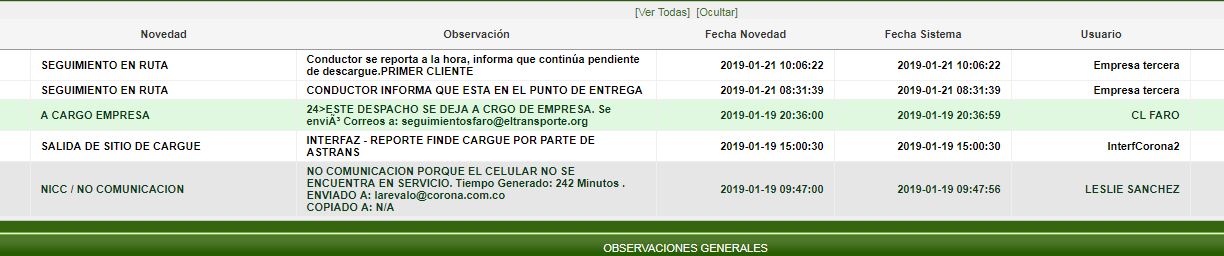 [Ver Todas] [Ocultar]
Novedad Observación Fecha Novedad Fecha Sistema Usuario
SEGUIMIENTO EN RUTA Conductor se reporta a la hora, informa que continúa pendiente 2019-01-21 10:06:22 2019-01-21 10:06:22 Empresa tercera
de descargue.PRIMER CLIENTE
SEGUIMIENTO EN RUTA CONDUCTOR INFORMA QUE ESTA EN EL PUNTO DE ENTREGA 2019-01-21 08:31:39 2019-01-21 08:31:39 Empresa tercera
A CARGO EMPRESA 24>ESTE DESPACHO SE DEJA A CRGO DE EMPRESA. Se 2019-01-19 20:36:00 2019-01-19 20:36:59 CL FARO
enviÃ³ Correos a: seguimientosfaro@eltransporte.org
SALIDA DE SITIO DE CARGUE INTERFAZ - REPORTE FINDE CARGUE POR PARTE DE 2019-01-19 15:00:30 2019-01-19 15:00:30 InterfCorona2
ASTRANS
NICC / NO COMUNICACION NO COMUNICACION PORQUE EL CELULAR NO SE 2019-01-19 09:47:00 2019-01-19 09:47:56 LESLIE SANCHEZ
ENCUENTRA EN SERVICIO. Tiempo Generado: 242 Minutos .
ENVIADO A: larevalo@corona.com.co
COPIADO A: N/A
OBSERVACIONES GENERALES